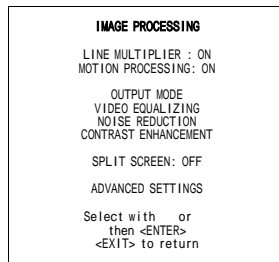 IMAGE PROCESSING
LINE MULTIPLIER : ON
MOTION PROCESSING: ON
OUTPUT MODE
VIDEO EQUALIZING
NOISE REDUCTION
CONTRAST ENHANCEMENT
SPLIT SCREEN: OFF
ADVANCED SETTINGS
Select with or
then <ENTER>
<EXIT> to return